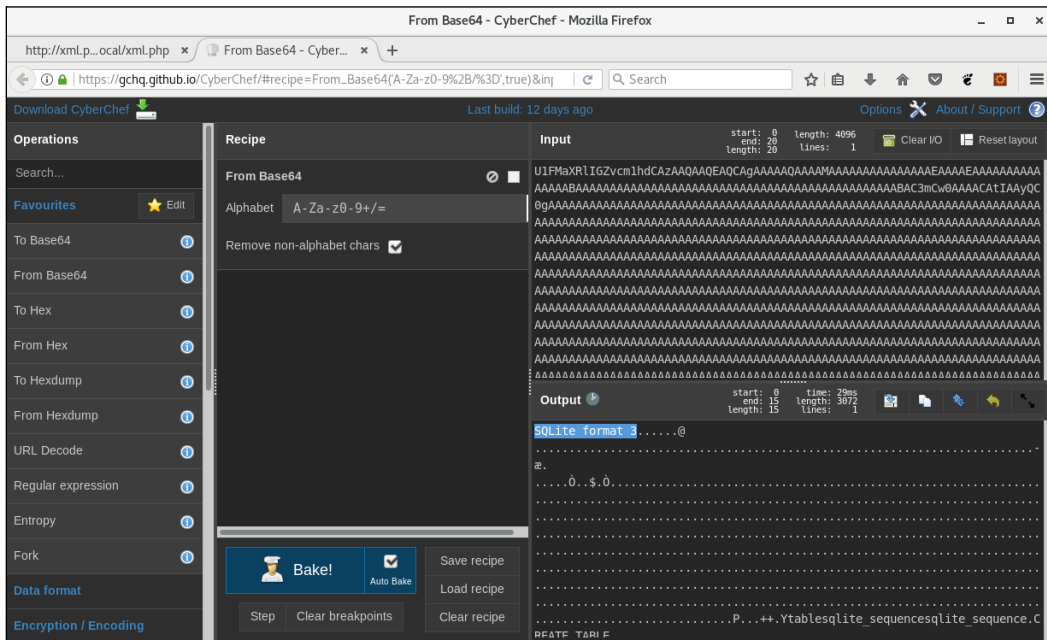 From Base64 - CyberChef - Mozilla Firefox
http://xml.p...ocal/xml.php
From Base64 - Cyber...
https://gchq.github.io/CyberChef/#recipe=From_Base64('A-Za-z0-9%2B/%3D',true)&inp
Search
Download CyberChef
Last build: 12 days ago
Options
About / Support
Operations
Search...
Favourites
Edit
To Base64
From Base64
To Hex
From Hex
To Hexdump
From Hexdump
URL Decode
Regular expression
Entropy
Fork
Data format
Encryption / Encoding
Recipe
From Base64
Alphabet A-Za-z0-9+/=
Remove non-alphabet chars
Bake!
Auto Bake
Step
Clear breakpoints
Save recipe
Load recipe
Clear recipe
Input
start: 0
end: 20
length: 20
length: 4096
lines: 1
Clear I/O
Reset layout
Output
start: 0
end: 15
length: 15
time: 29ms
length: 3072
lines: 1
SQLite format 3......@
æ.
.....Ò..$.Ò
P...++.Ytablesqlite_sequencesqlite_sequence.C
REATE TABLE